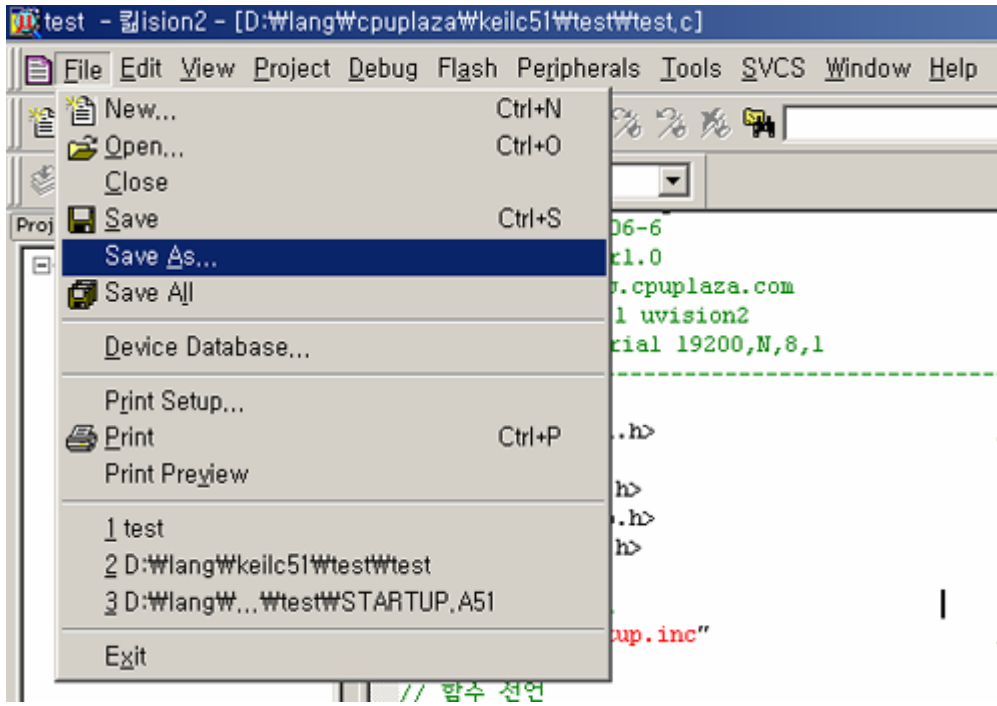 test - 킯ision2 - [D:₩lang₩cpuplaza₩keilc51₩test₩test.c]
File Edit View Project Debug Flash Peripherals Tools SVCS Window Help
New... Ctrl+N
Open... Ctrl+O
Close
Proj
Save Ctrl+S
06-6
Save As...
r1.0
Save All
.cpuplaza.com
l uvision2
Device Database...
rial 19200,N,8,1
Print Setup...
Print Ctrl+P
.h>
Print Preview
h>
1 test
.h>
2 D:₩lang₩keilc51₩test₩test
h>
3 D:₩lang₩...₩test₩STARTUP.A51
up.inc"
Exit
// 함수 선언